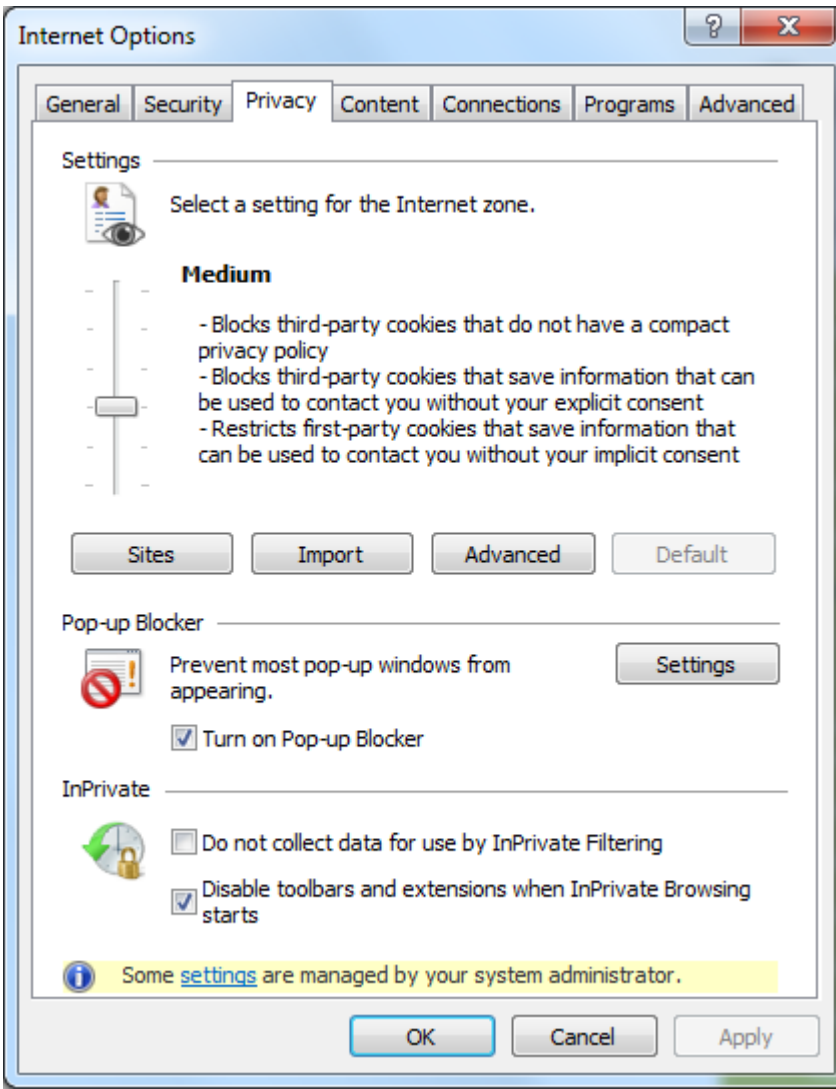 Internet Options
General Security Privacy Content Connections Programs Advanced
Settings
Select a setting for the Internet zone.
Medium
- Blocks third-party cookies that do not have a compact
privacy policy
- Blocks third-party cookies that save information that can
be used to contact you without your explicit consent
- Restricts first-party cookies that save information that
can be used to contact you without your implicit consent
Sites Import Advanced Default
Pop-up Blocker
Prevent most pop-up windows from
appearing.
Settings
Turn on Pop-up Blocker
InPrivate
Do not collect data for use by InPrivate Filtering
Disable toolbars and extensions when InPrivate Browsing
starts
Some settings are managed by your system administrator.
OK Cancel Apply